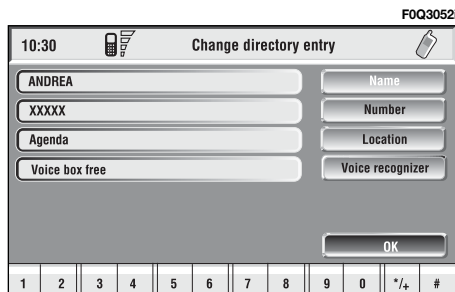 F0Q3052i
10:30 Change directory entry
ANDREA Name
XXXXX Number
Agenda Location
Voice box free Voice recognizer
OK
1 2 3 4 5 6 7 8 9 0 */+ #